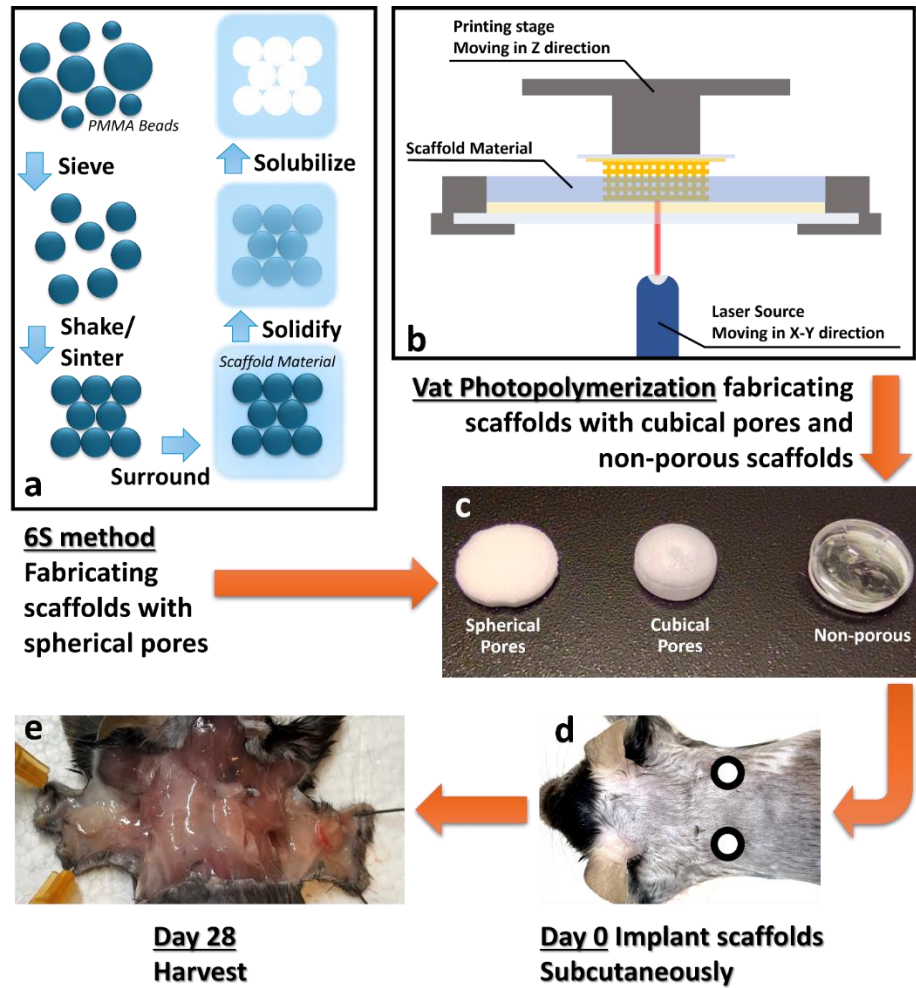 PMMA Beads
Sieve
Shake/
Sinter
Surround
Scaffold Material
Solidify
Solubilize
a
Printing stage
Moving in Z direction
Scaffold Material
Laser Source
Moving in X-Y direction
b
6S method
Fabricating
scaffolds with
spherical pores
Vat Photopolymerization fabricating
scaffolds with cubical pores and
non-porous scaffolds
c
Spherical
Pores
Cubical
Pores
Non-porous
d
Day 0 Implant scaffolds
Subcutaneously
e
Day 28
Harvest